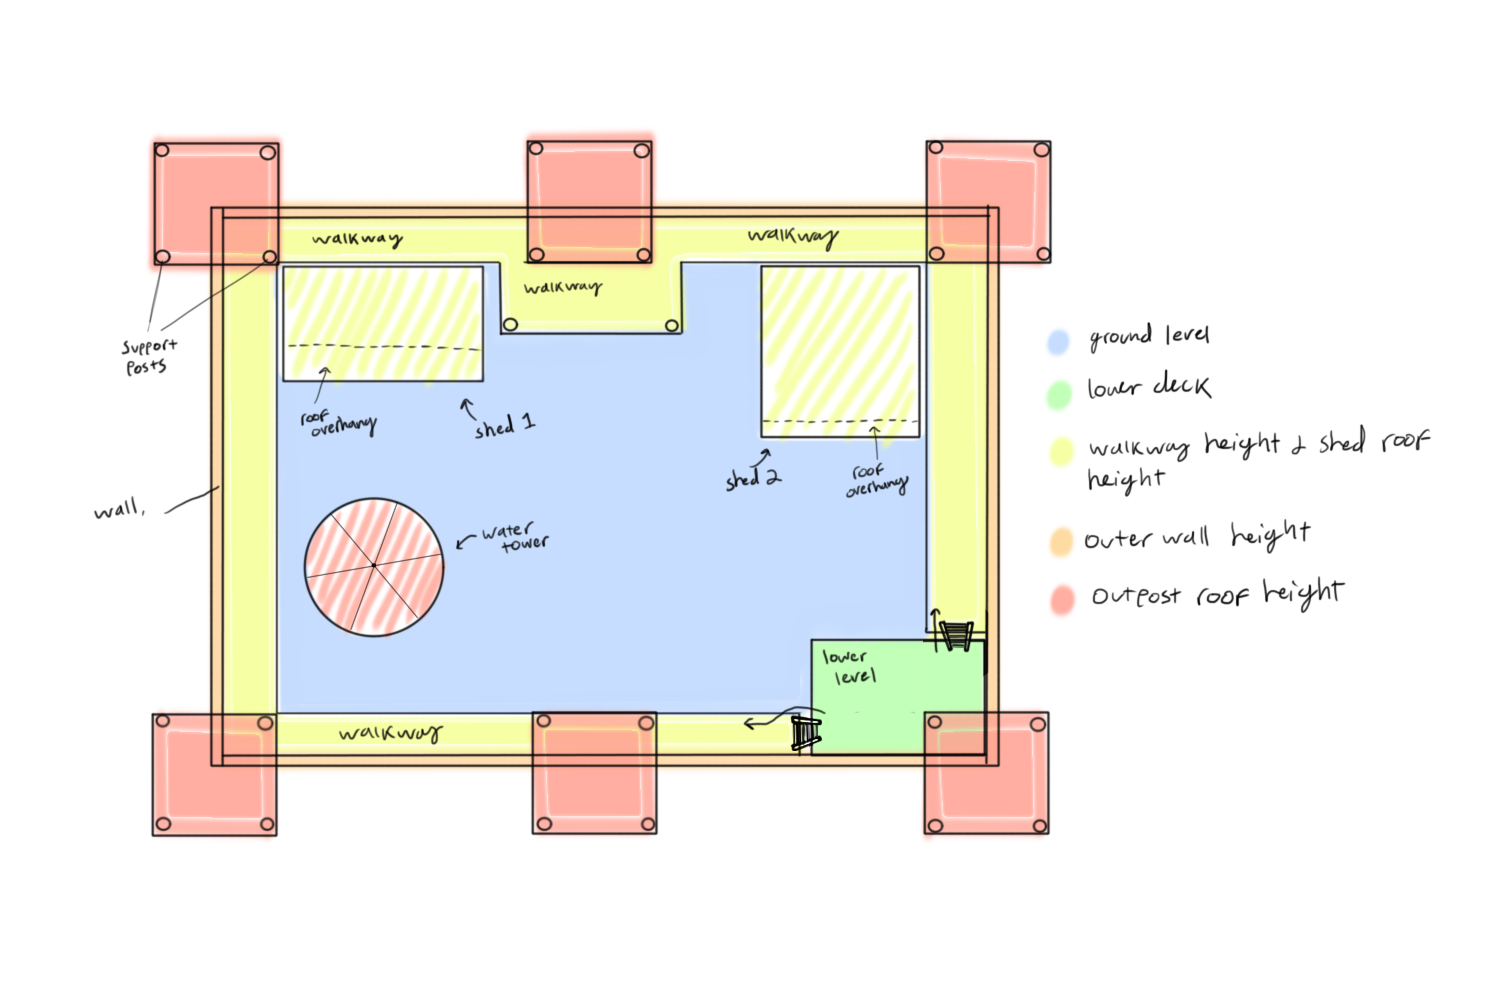 walkway
walkway
walkway
support
posts
roof
overhang
shed 1
shed 2
roof
overhang
wall,
water
tower
lower
level
walkway
ground level
lower deck
walkway height & shed roof
height
outer wall height
outpost roof height